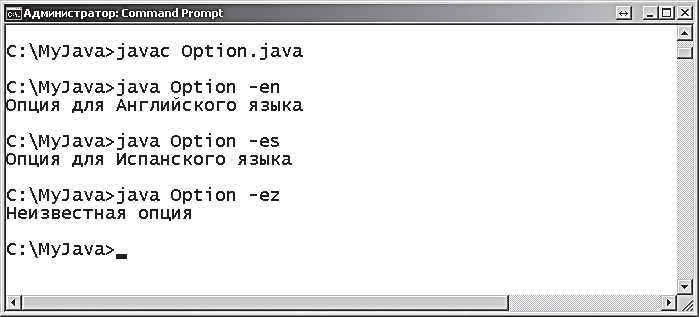 Администратор: Command Prompt
C:\MyJava>javac Option.java
C:\MyJava>java Option -en
Опция для Английского языка
C:\MyJava>java Option -es
Опция для Испанского языка
C:\MyJava>java Option -ez
Неизвестная опция
C:\MyJava>